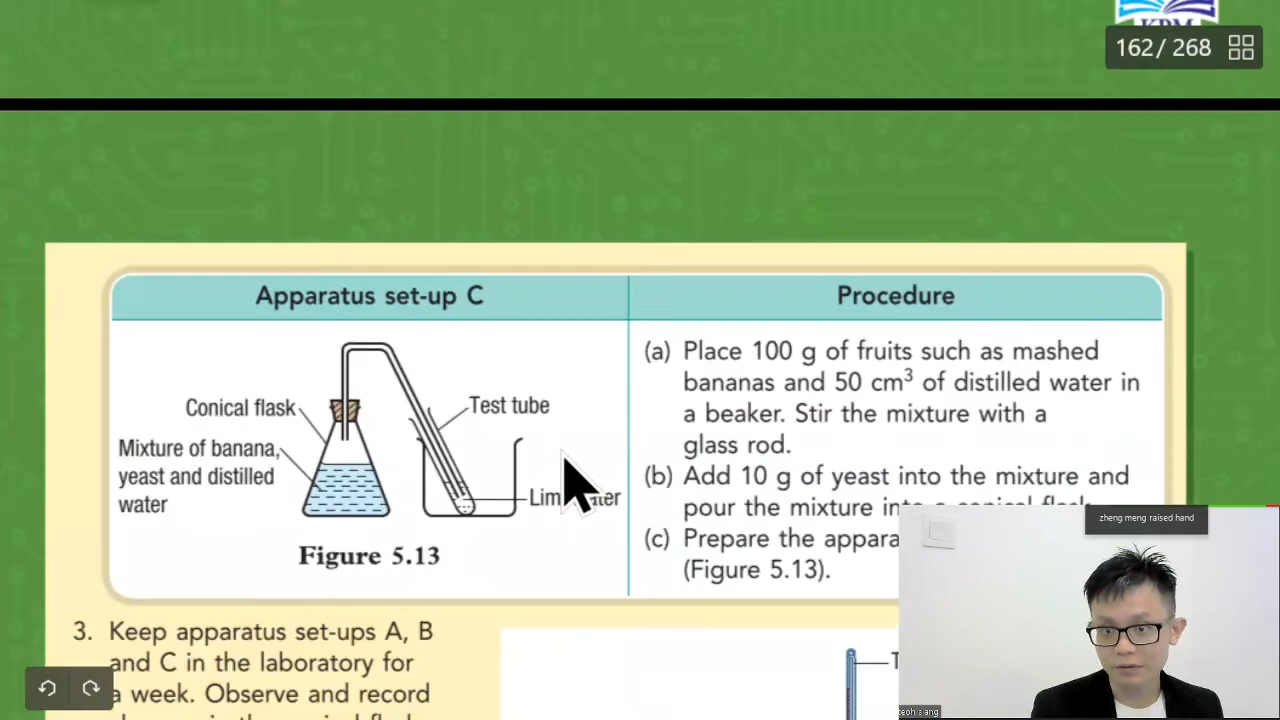 KPM
162/ 268
Apparatus set-up C
Procedure
Conical flask
Test tube
Mixture of banana,
yeast and distilled
water
Figure 5.13
(a) Place 100 g of fruits such as mashed
bananas and 50 cm³ of distilled water in
a beaker. Stir the mixture with a
glass rod.
(b) Add 10 g of yeast into the mixture and
pour the mixture into a conical flask.
(c) Prepare the appara
(Figure 5.13).
zheng meng raised hand
3. Keep apparatus set-ups A, B
and C in the laboratory for
a week. Observe and record